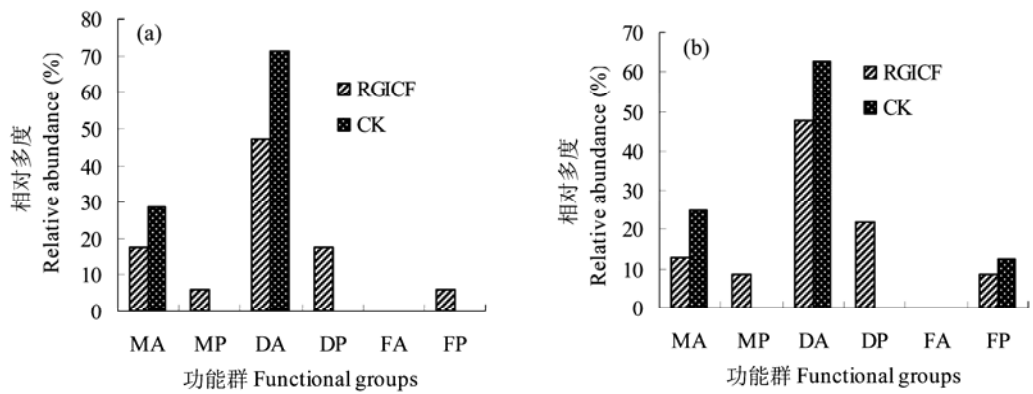 (a)
80
70
60
50
40
30
20
10
0
相对多度
Relative abundance (%)
RGICF
CK
MA MP DA DP FA FP
功能群 Functional groups
(b)
70
60
50
40
30
20
10
0
相对多度
Relative abundance (%)
RGICF
CK
MA MP DA DP FA FP
功能群 Functional groups